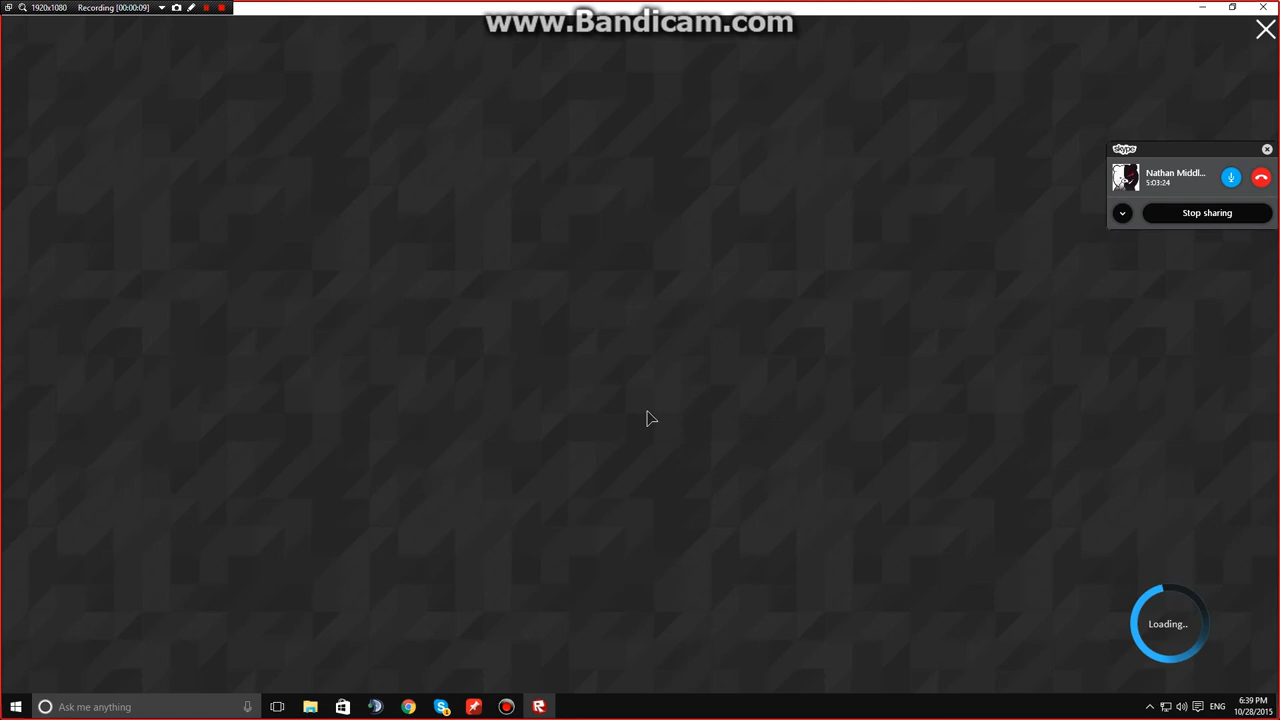 1920x1080 Recording [00:00:09]
www.Bandicam.com
skype
Nathan Middl...
5:03:24
Stop sharing
Loading..
Ask me anything
ENG
6:39 PM
10/28/2015